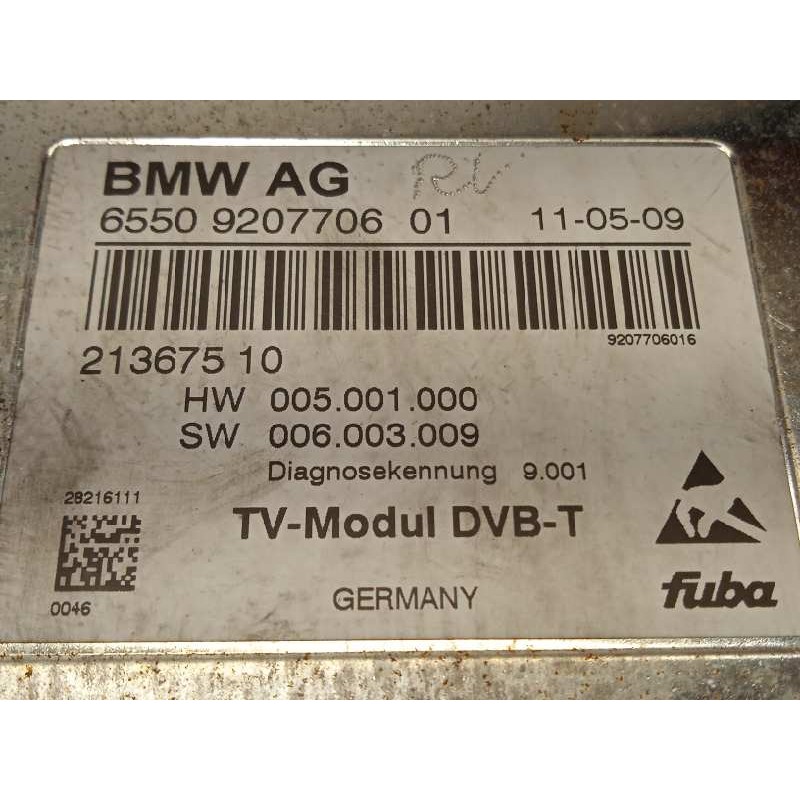 BMW AG RV
6550 9207706 01 11-05-09
9207706016
213675 10
HW 005.001.000
SW 006.003.009
Diagnosekennung 9.001
28216111
TV-Modul DVB-T
0046
GERMANY
fuba